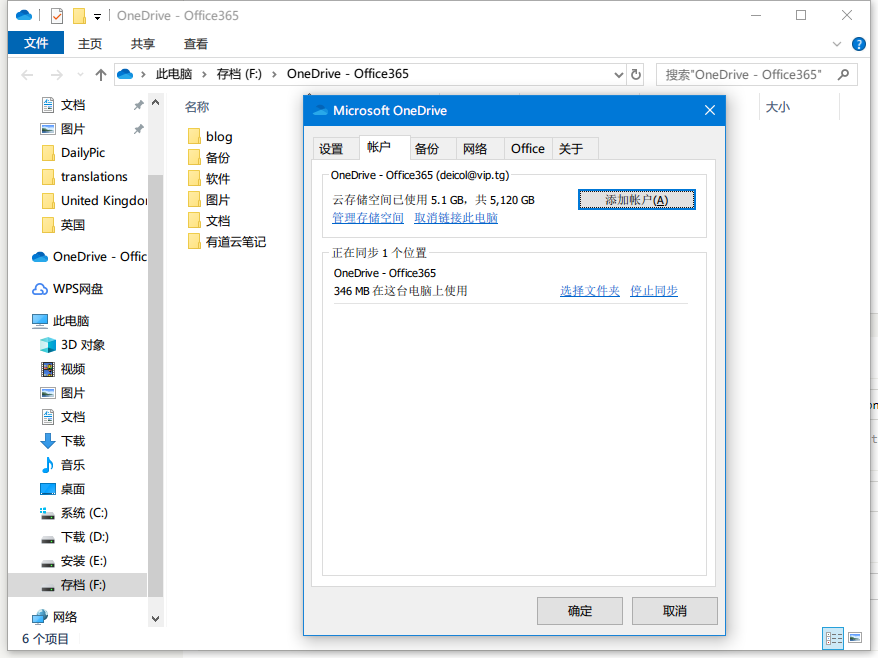 OneDrive - Office365
文件 主页 共享 查看
此电脑 存档 (F:) OneDrive - Office365 搜索"OneDrive - Office365"
文档
图片
DailyPic
translations
United Kingdor
英国
OneDrive - Offic
WPS网盘
此电脑
3D 对象
视频
图片
文档
下载
音乐
桌面
系统 (C:)
下载 (D:)
安装 (E:)
存档 (F:)
网络
6 个项目
名称
大小
blog
备份
软件
图片
文档
有道云笔记
Microsoft OneDrive
设置 帐户 备份 网络 Office 关于
OneDrive - Office365 (deicol@vip.tg)
云存储空间已使用 5.1 GB，共 5,120 GB
添加帐户(A)
管理存储空间 取消链接此电脑
正在同步 1 个位置
OneDrive - Office365
346 MB 在这台电脑上使用
选择文件夹 停止同步
确定 取消